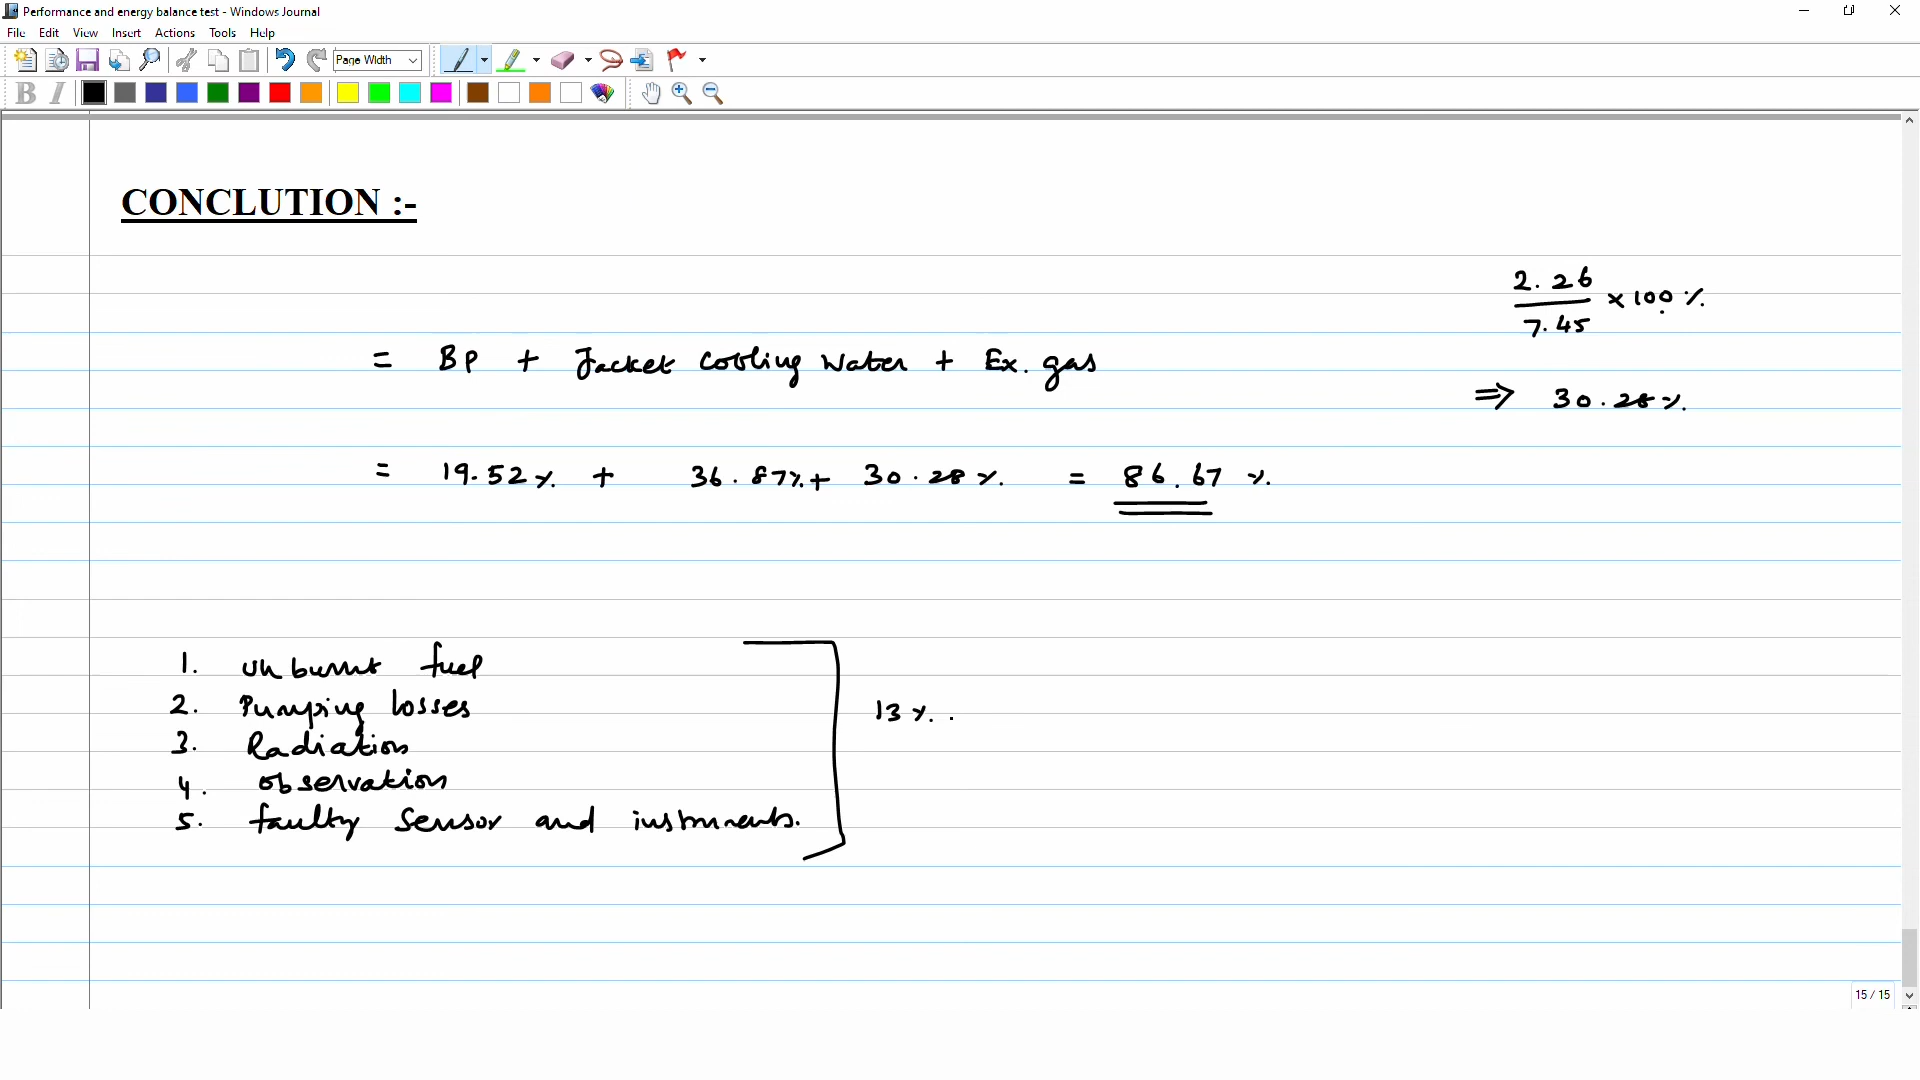 Performance and energy balance test - Windows Journal
File Edit View Insert Actions Tools Help
Page Width
B I
CONCLUTION :-
2.26
7.45 × 100 %
= BP + Jacket cooling water + Ex. gas
⇒ 30.28 %
= 19.52 % + 36.87% + 30.28 % = 86.67 %
1. unburnt fuel
2. Pumping losses
3. Radiation
4. observation
5. faulty sensor and instruments.
13 % .
15 / 15